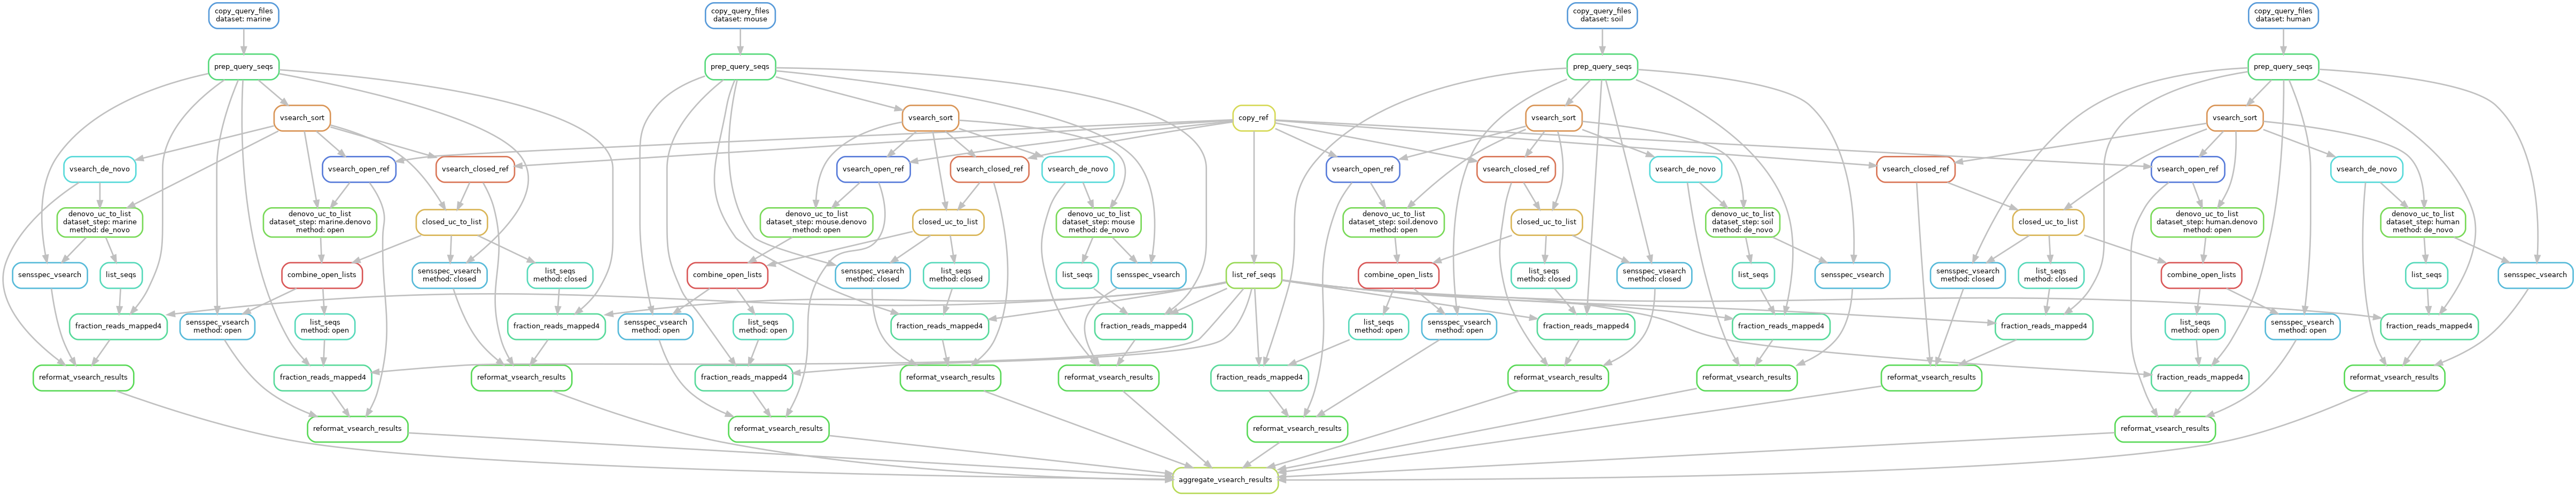 copy_query_files
dataset: marine
copy_query_files
dataset: mouse
copy_query_files
dataset: soil
copy_query_files
dataset: human
prep_query_seqs
prep_query_seqs
prep_query_seqs
prep_query_seqs
vsearch_sort
vsearch_sort
copy_ref
vsearch_sort
vsearch_sort
vsearch_de_novo
vsearch_open_ref
vsearch_closed_ref
vsearch_open_ref
vsearch_closed_ref
vsearch_de_novo
vsearch_open_ref
vsearch_closed_ref
vsearch_de_novo
vsearch_closed_ref
vsearch_open_ref
vsearch_de_novo
denovo_uc_to_list
dataset_step: marine
method: de_novo
denovo_uc_to_list
dataset_step: marine.denovo
method: open
closed_uc_to_list
denovo_uc_to_list
dataset_step: mouse.denovo
method: open
closed_uc_to_list
denovo_uc_to_list
dataset_step: mouse
method: de_novo
denovo_uc_to_list
dataset_step: soil.denovo
method: open
closed_uc_to_list
denovo_uc_to_list
dataset_step: soil
method: de_novo
closed_uc_to_list
denovo_uc_to_list
dataset_step: human.denovo
method: open
denovo_uc_to_list
dataset_step: human
method: de_novo
sensspec_vsearch
list_seqs
combine_open_lists
sensspec_vsearch
method: closed
list_seqs
method: closed
combine_open_lists
sensspec_vsearch
method: closed
list_seqs
method: closed
list_seqs
sensspec_vsearch
list_ref_seqs
combine_open_lists
list_seqs
method: closed
sensspec_vsearch
method: closed
list_seqs
sensspec_vsearch
sensspec_vsearch
method: closed
list_seqs
method: closed
combine_open_lists
list_seqs
sensspec_vsearch
fraction_reads_mapped4
sensspec_vsearch
method: open
list_seqs
method: open
fraction_reads_mapped4
sensspec_vsearch
method: open
list_seqs
method: open
fraction_reads_mapped4
fraction_reads_mapped4
list_seqs
method: open
sensspec_vsearch
method: open
fraction_reads_mapped4
fraction_reads_mapped4
fraction_reads_mapped4
list_seqs
method: open
sensspec_vsearch
method: open
fraction_reads_mapped4
reformat_vsearch_results
fraction_reads_mapped4
reformat_vsearch_results
fraction_reads_mapped4
reformat_vsearch_results
reformat_vsearch_results
fraction_reads_mapped4
reformat_vsearch_results
reformat_vsearch_results
reformat_vsearch_results
fraction_reads_mapped4
reformat_vsearch_results
reformat_vsearch_results
reformat_vsearch_results
reformat_vsearch_results
reformat_vsearch_results
aggregate_vsearch_results